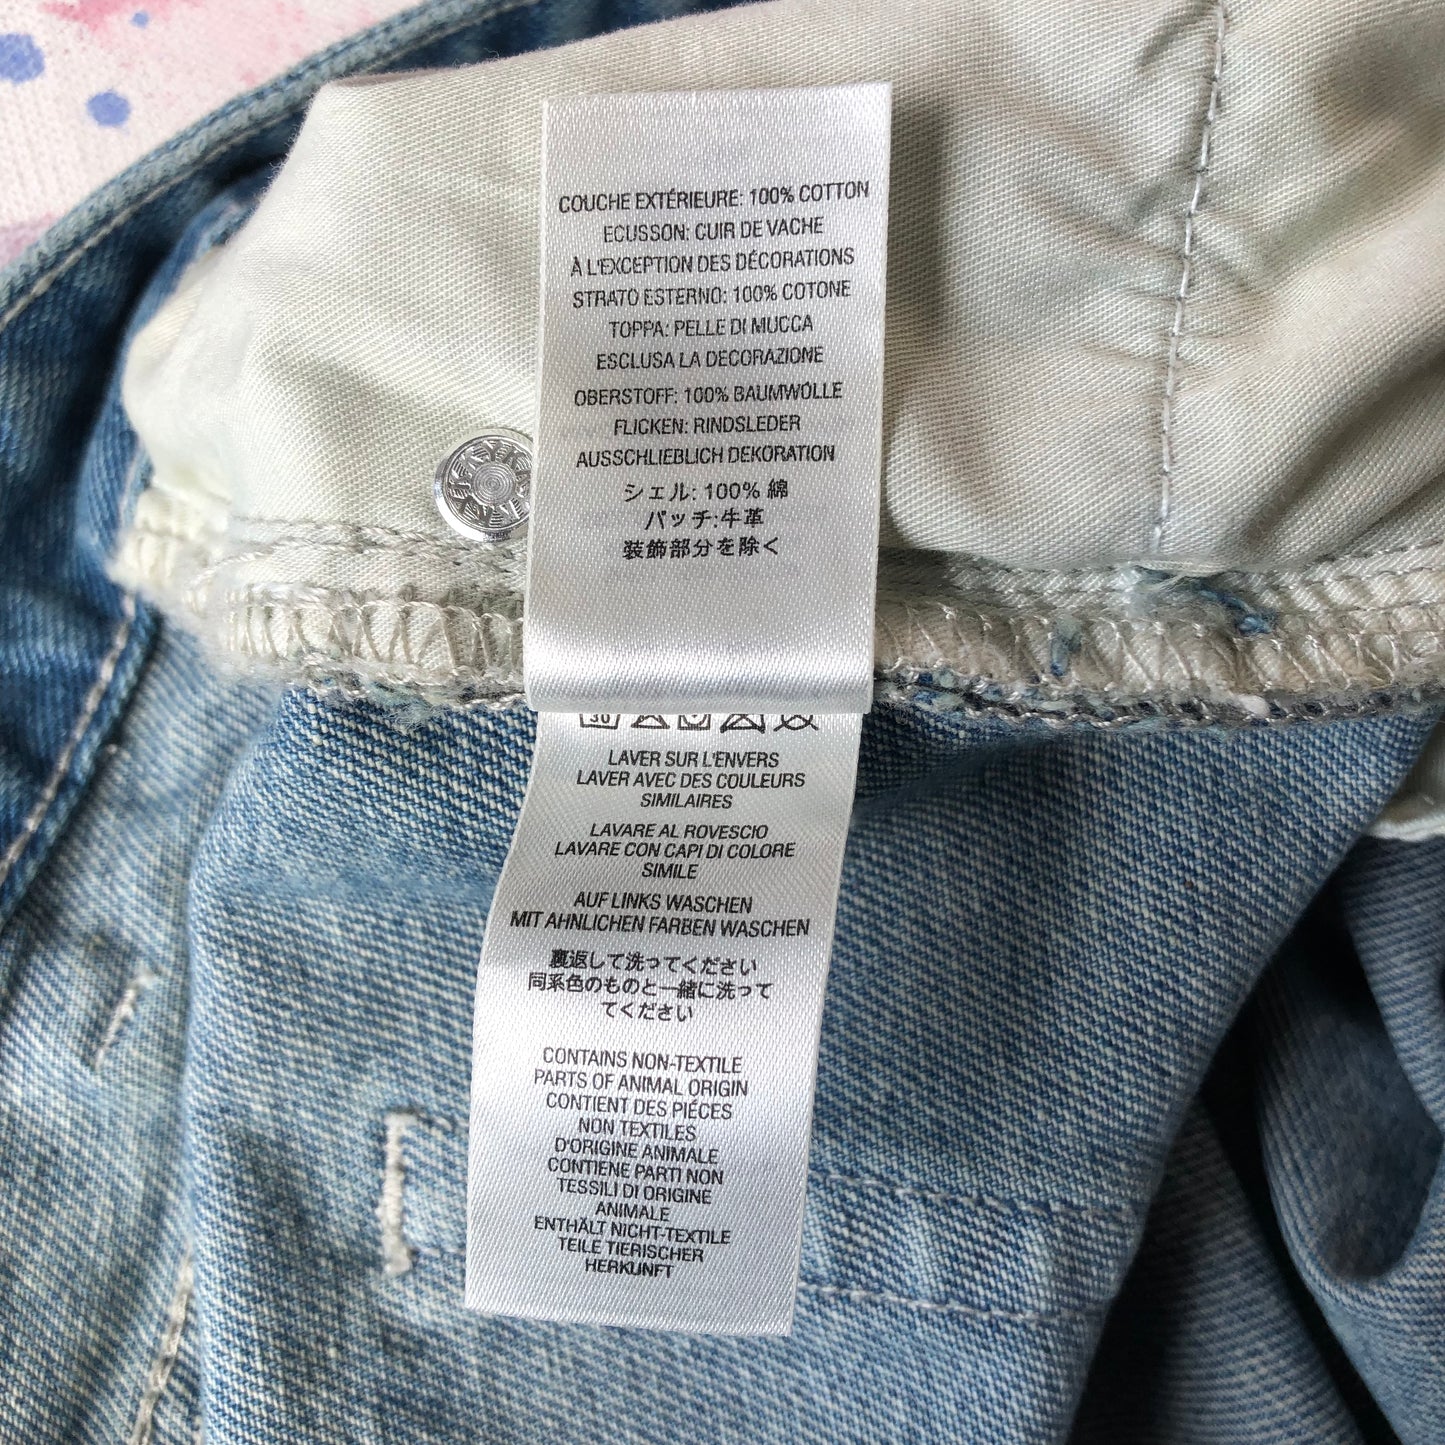 COUCHE EXTÉRIEURE: 100% COTTON
ECUSSON: CUIR DE VACHE
À L'EXCEPTION DES DÉCORATIONS
STRATO ESTERNO: 100% COTONE
TOPPA: PELLE DI MUCCA
ESCLUSA LA DECORAZIONE
OBERSTOFF: 100% BAUMWOLLE
FLICKEN: RINDSLEDER
AUSSCHLIEBLICH DEKORATION
シェル: 100% 綿
パッチ:牛革
装飾部分を除く
30
LAVER SUR L'ENVERS
LAVER AVEC DES COULEURS
SIMILAIRES
LAVARE AL ROVESCIO
LAVARE CON CAPI DI COLORE
SIMILE
AUF LINKS WASCHEN
MIT AHNLICHEN FARBEN WASCHEN
裏返して洗ってください
同系色のものと一緒に洗って
てください
CONTAINS NON-TEXTILE
PARTS OF ANIMAL ORIGIN
CONTIENT DES PIÉCES
NON TEXTILES
D'ORIGINE ANIMALE
CONTIENE PARTI NON
TESSILI DI ORIGINE
ANIMALE
ENTHÄLT NICHT-TEXTILE
TEILE TIERISCHER
HERKUNFT